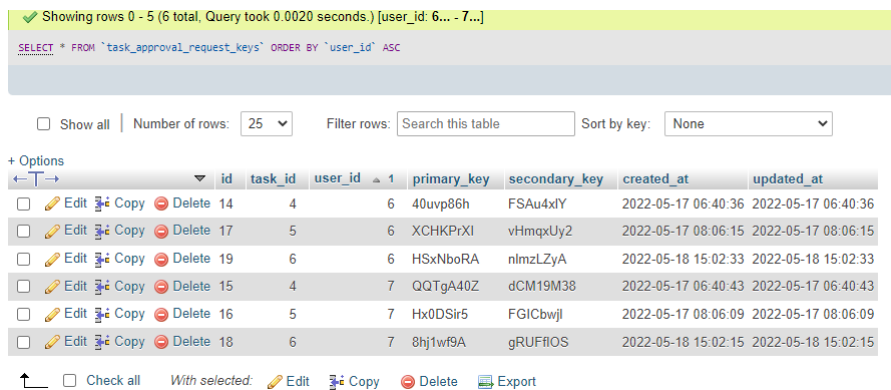 Showing rows 0 - 5 (6 total, Query took 0.0020 seconds.) [user_id: 6... - 7...]
SELECT * FROM `task_approval_request_keys` ORDER BY `user_id` ASC
Show all Number of rows: 25 Filter rows: Search this table Sort by key: None
+ Options
←T→ id task_id user_id 1 primary_key secondary_key created_at updated_at
Edit Copy Delete 14 4 6 40uvp86h FSAu4xlY 2022-05-17 06:40:36 2022-05-17 06:40:36
Edit Copy Delete 17 5 6 XCHKPrXI vHmqxUy2 2022-05-17 08:06:15 2022-05-17 08:06:15
Edit Copy Delete 19 6 6 HSxNboRA nlmzLZyA 2022-05-18 15:02:33 2022-05-18 15:02:33
Edit Copy Delete 15 4 7 QQTgA40Z dCM19M38 2022-05-17 06:40:43 2022-05-17 06:40:43
Edit Copy Delete 16 5 7 Hx0DSir5 FGICbwjl 2022-05-17 08:06:09 2022-05-17 08:06:09
Edit Copy Delete 18 6 7 8hj1wf9A gRUFflOS 2022-05-18 15:02:15 2022-05-18 15:02:15
Check all With selected: Edit Copy Delete Export